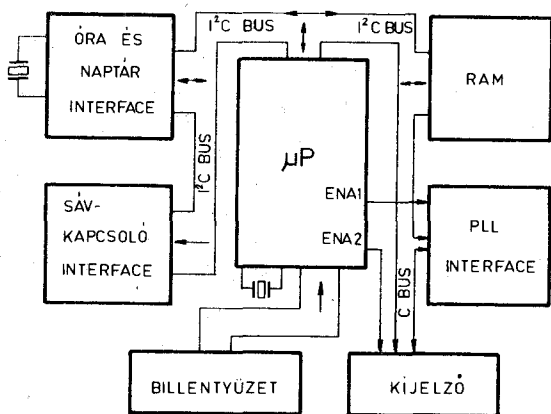 I²C BUS
I²C BUS
ÓRA ÉS
NAPTÁR
INTERFACE
RAM
µP
I²C BUS
SÁV-
KAPCSOLÓ
INTERFACE
ENA1
ENA2
PLL
INTERFACE
C BUS
BILLENTYÜZET
KIJELZŐ